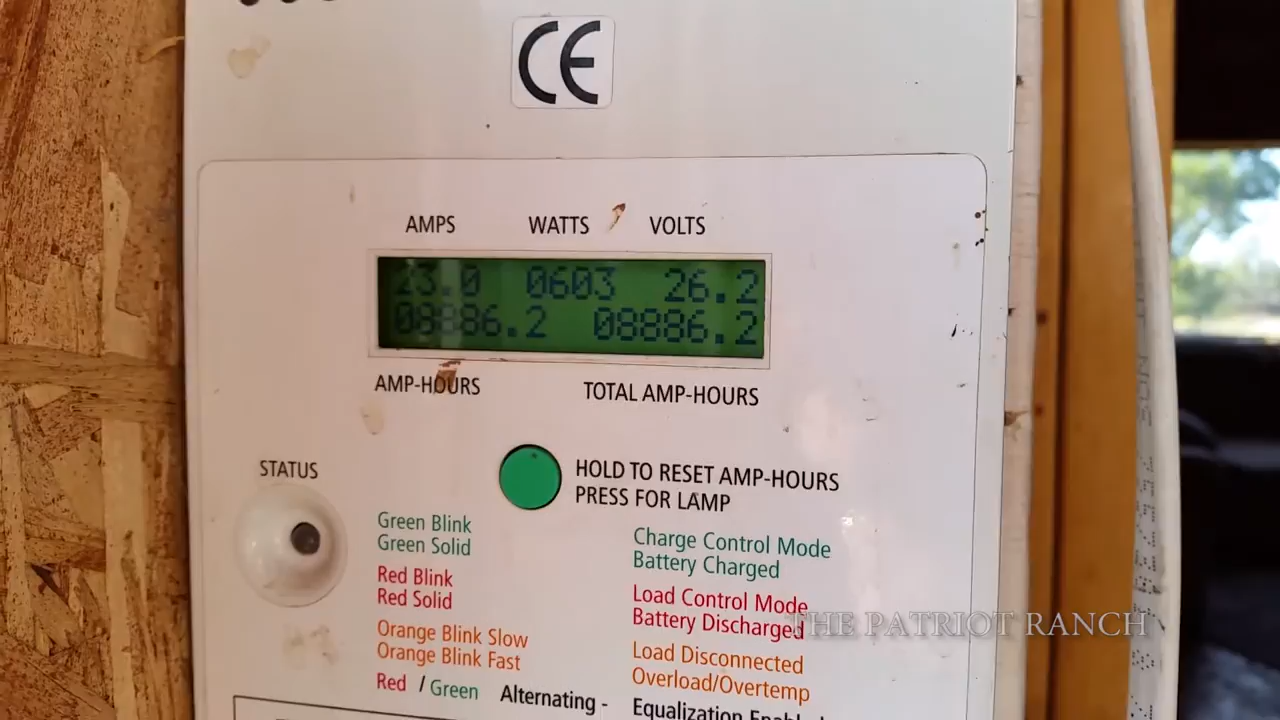 CE
AMPS WATTS VOLTS
23.0 0603 26.2
08886.2 08886.2
AMP-HOURS TOTAL AMP-HOURS
HOLD TO RESET AMP-HOURS
PRESS FOR LAMP
STATUS
Green Blink Charge Control Mode
Green Solid Battery Charged
Red Blink Load Control Mode
Red Solid Battery Discharged
Orange Blink Slow Load Disconnected
Orange Blink Fast Overload/Overtemp
Red / Green Alternating - Equalization
THE PATRIOT RANCH